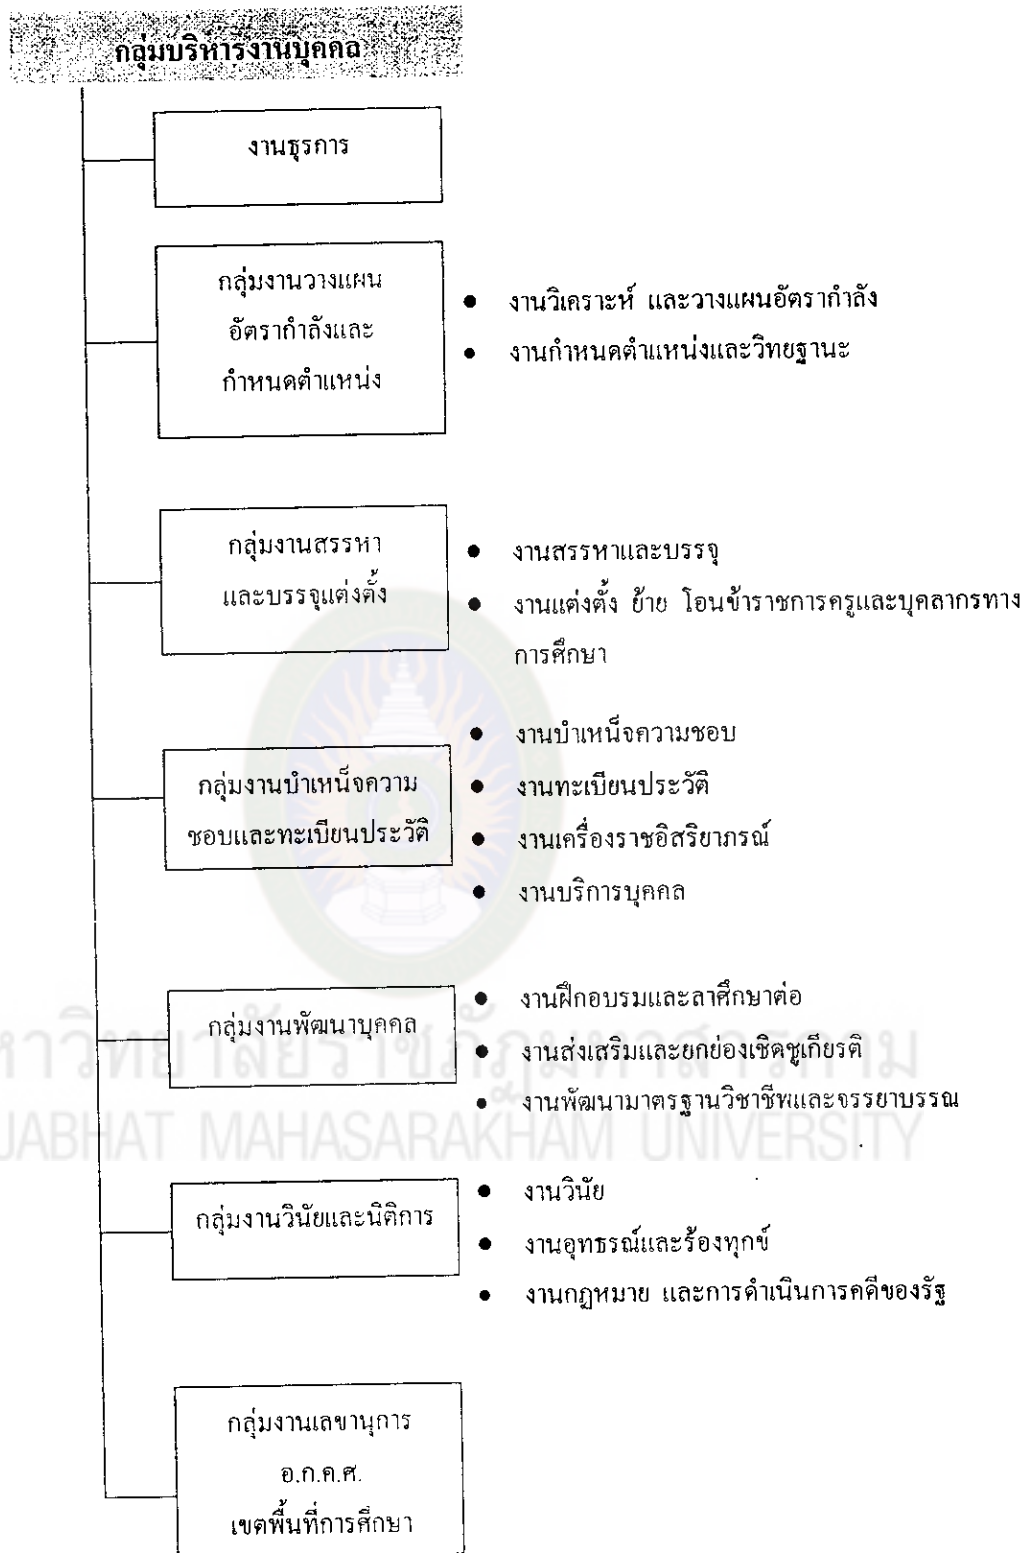 กลุ่มบริหารงานบุคคล
งานธุรการ
กลุ่มงานวางแผน
อัตรากำลังและ
กำหนดตำแหน่ง
● งานวิเคราะห์ และวางแผนอัตรากำลัง
● งานกำหนดตำแหน่งและวิทยฐานะ
กลุ่มงานสรรหา
และบรรจุแต่งตั้ง
● งานสรรหาและบรรจุ
● งานแต่งตั้ง ย้าย โอนข้าราชการครูและบุคลากรทาง
การศึกษา
กลุ่มงานบำเหน็จความ
ชอบและทะเบียนประวัติ
● งานบำเหน็จความชอบ
● งานทะเบียนประวัติ
● งานเครื่องราชอิสริยาภรณ์
● งานบริการบุคคล
กลุ่มงานพัฒนาบุคคล
● งานฝึกอบรมและลาศึกษาต่อ
● งานส่งเสริมและยกย่องเชิดชูเกียรติ
● งานพัฒนามาตรฐานวิชาชีพและจรรยาบรรณ
หาวิทยาลัยราชภัฏมหาสารคาม
JABHAT MAHASARAKHAM UNIVERSITY
กลุ่มงานวินัยและนิติการ
● งานวินัย
● งานอุทธรณ์และร้องทุกข์
● งานกฎหมาย และการดำเนินการคดีของรัฐ
กลุ่มงานเลขานุการ
อ.ก.ค.ศ.
เขตพื้นที่การศึกษา